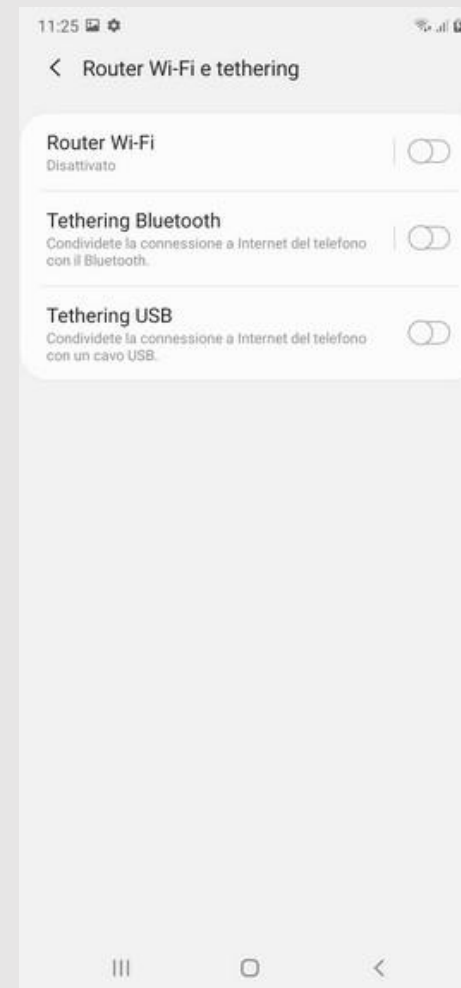 11:25
Router Wi-Fi e tethering
Router Wi-Fi
Disattivato
Tethering Bluetooth
Condividete la connessione a Internet del telefono
con il Bluetooth.
Tethering USB
Condividete la connessione a Internet del telefono
con un cavo USB.